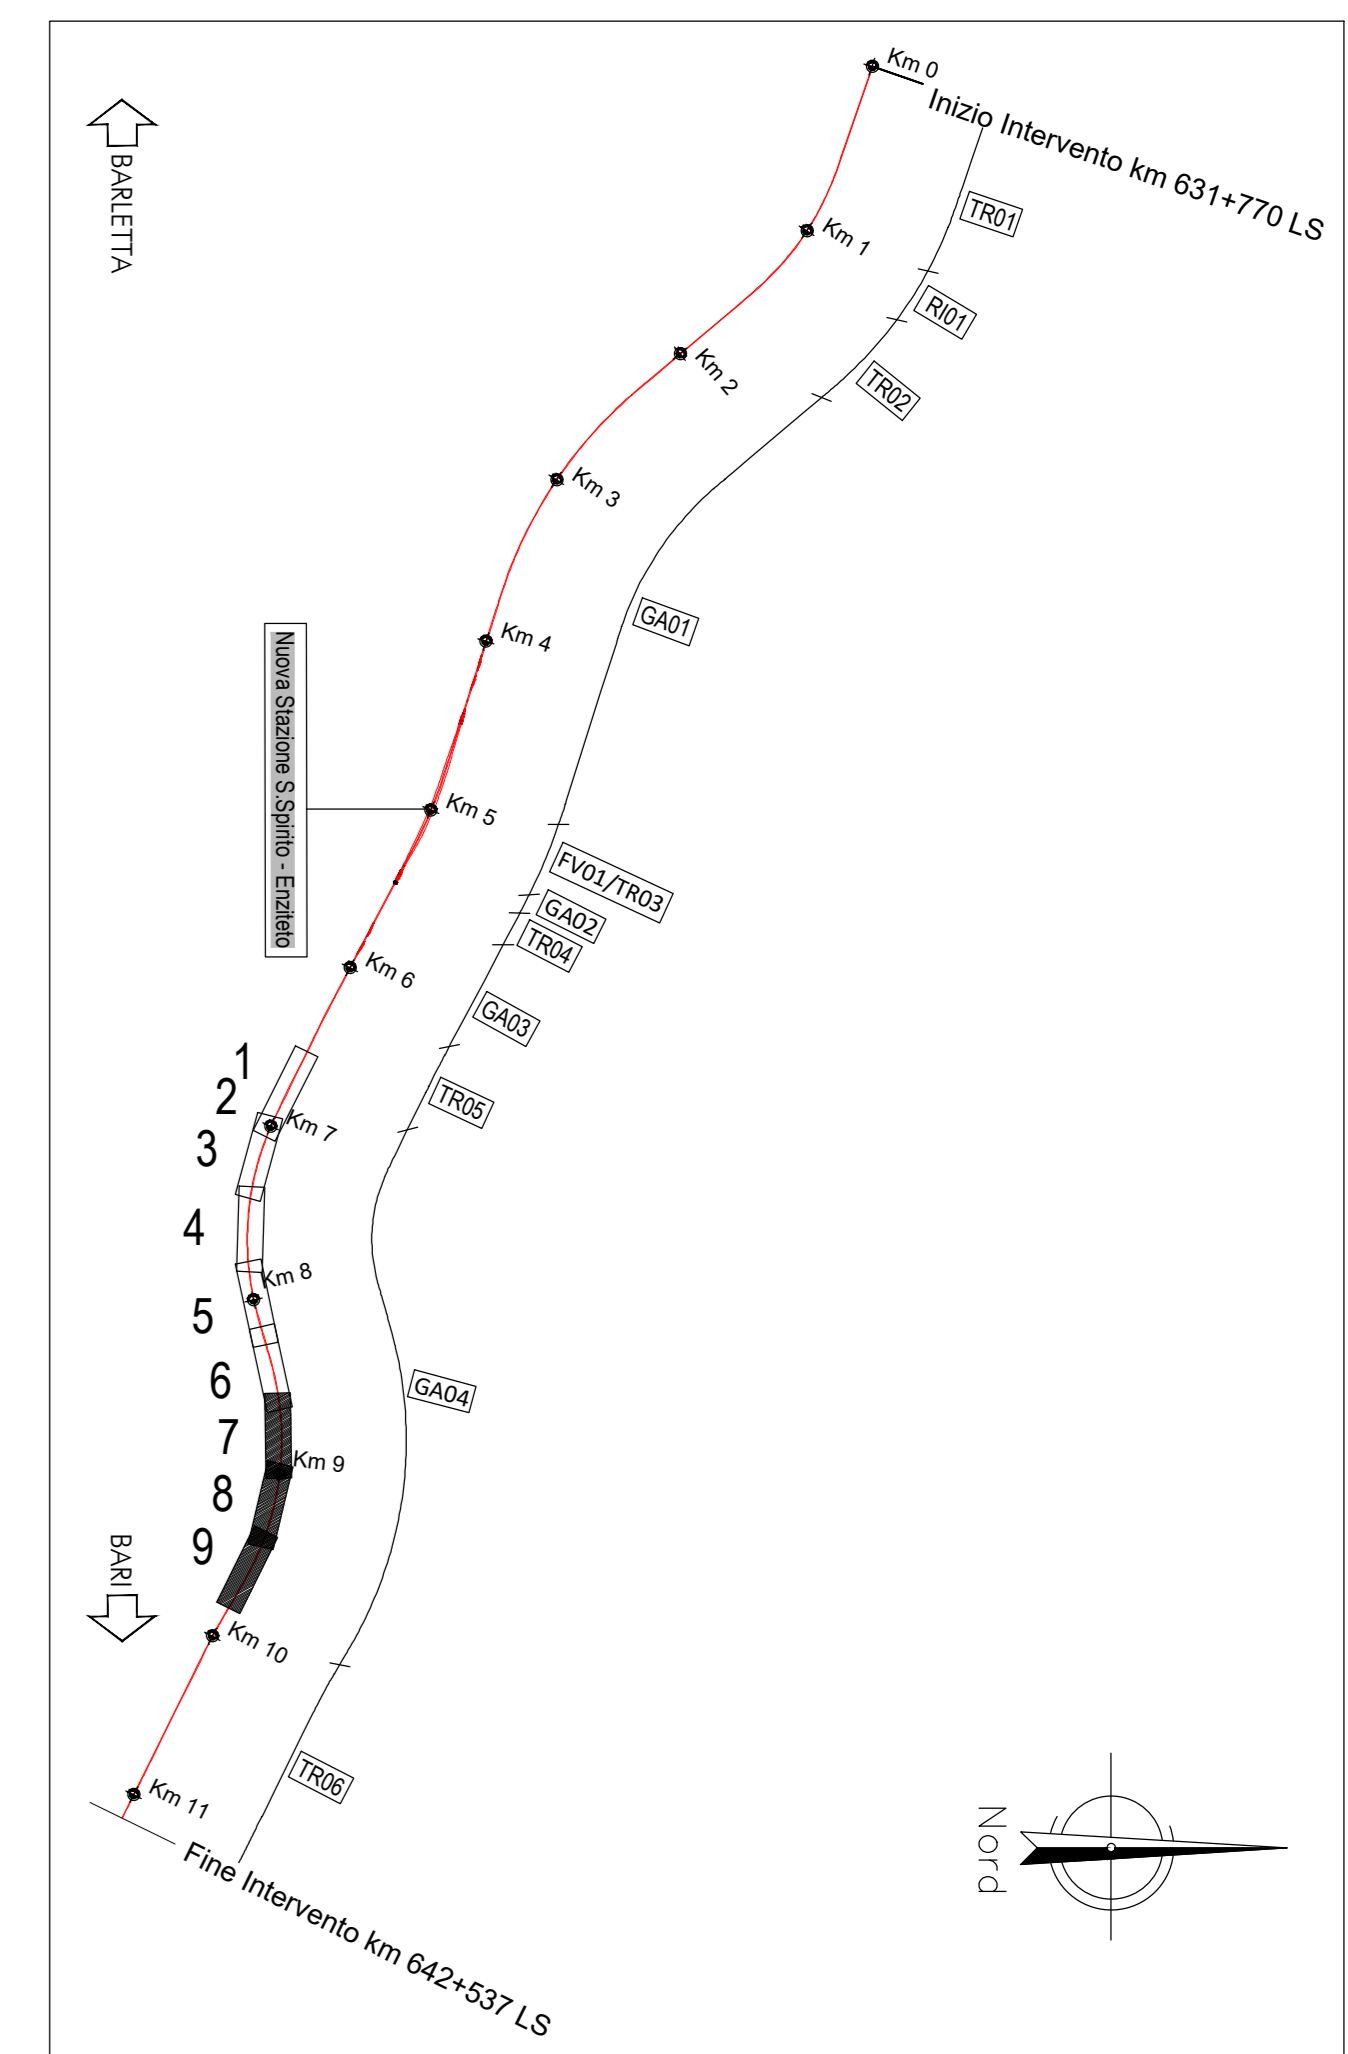 Km 0
Inizio Intervento km 631+770 LS
BARLETTA
TR01
Km 1
RI01
Km 2
TR02
Km 3
GA01
Km 4
Nuova Stazione S.Spirito - Enziteto
Km 5
FV01/TR03
GA02
TR04
Km 6
GA03
1
2
Km 7
TR05
3
4
Km 8
5
6
GA04
7
Km 9
8
9
BARI
Km 10
TR06
Km 11
Fine Intervento km 642+537 LS
Nord